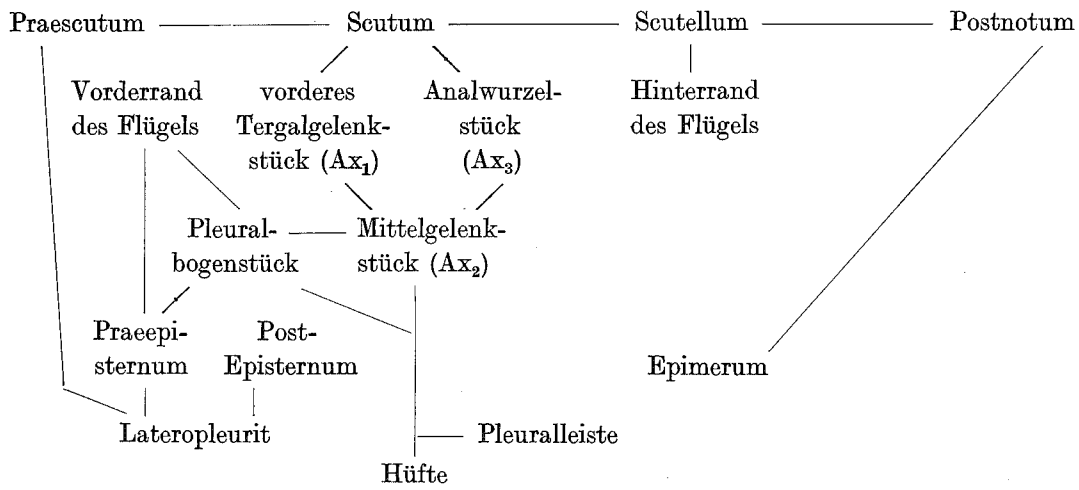 Praescutum Scutum Scutellum Postnotum
Vorderrand vorderes Analwurzel- Hinterrand
des Flügels Tergalgelenk- stück des Flügels
stück (Ax₁) (Ax₃)
Pleural- Mittelgelenk-
bogenstück stück (Ax₂)
Praeepi- Post-
sternum Episternum Epimerum
Lateropleurit Pleuralleiste
Hüfte